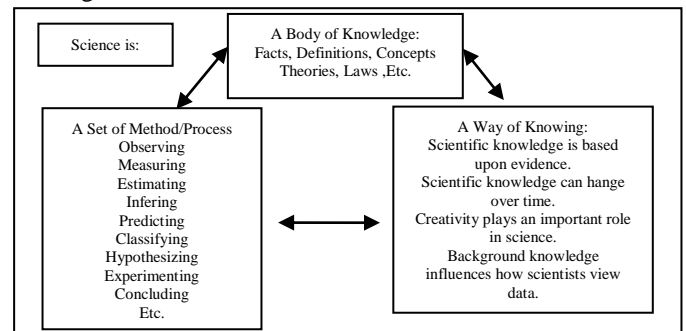 Science is:
A Body of Knowledge:
Facts, Definitions, Concepts
Theories, Laws ,Etc.
A Set of Method/Process
Observing
Measuring
Estimating
Infering
Predicting
Classifying
Hypothesizing
Experimenting
Concluding
Etc.
A Way of Knowing:
Scientific knowledge is based
upon evidence.
Scientific knowledge can hange
over time.
Creativity plays an important role
in science.
Background knowledge
influences how scientists view
data.